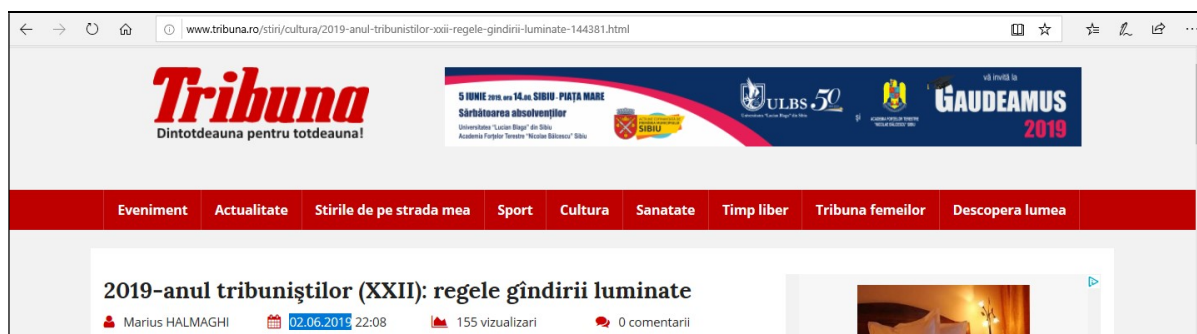 www.tribuna.ro/stiri/cultura/2019-anul-tribunistilor-xxii-regele-gindirii-luminate-144381.html
Tribuna
Dintotdeauna pentru totdeauna!
5 IUNIE 2019, ora 14.00, SIBIU - PIAȚA MARE
Sărbătoarea absolvenților
Universitatea "Lucian Blaga" din Sibiu
Academia Forțelor Terestre "Nicolae Bălcescu" Sibiu
SIBIU
ULBS 50
și
vă invită la
GAUDEAMUS
2019
Eveniment Actualitate Stirile de pe strada mea Sport Cultura Sanatate Timp liber Tribuna femeilor Descopera lumea
2019-anul tribuniştilor (XXII): regele gîndirii luminate
Marius HALMAGHI 02.06.2019 22:08 155 vizualizari 0 comentarii